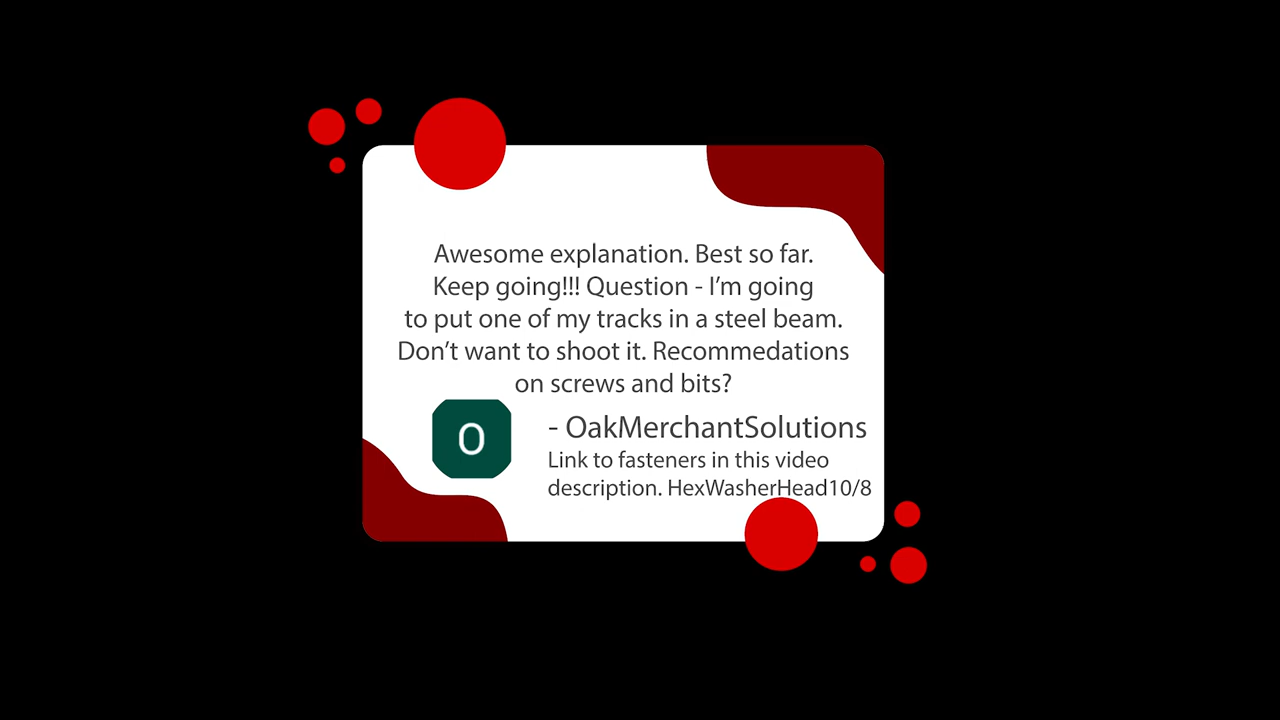 Awesome explanation. Best so far.
Keep going!!! Question - I'm going
to put one of my tracks in a steel beam.
Don't want to shoot it. Recommedations
on screws and bits?
O
- OakMerchantSolutions
Link to fasteners in this video
description. HexWasherHead10/8